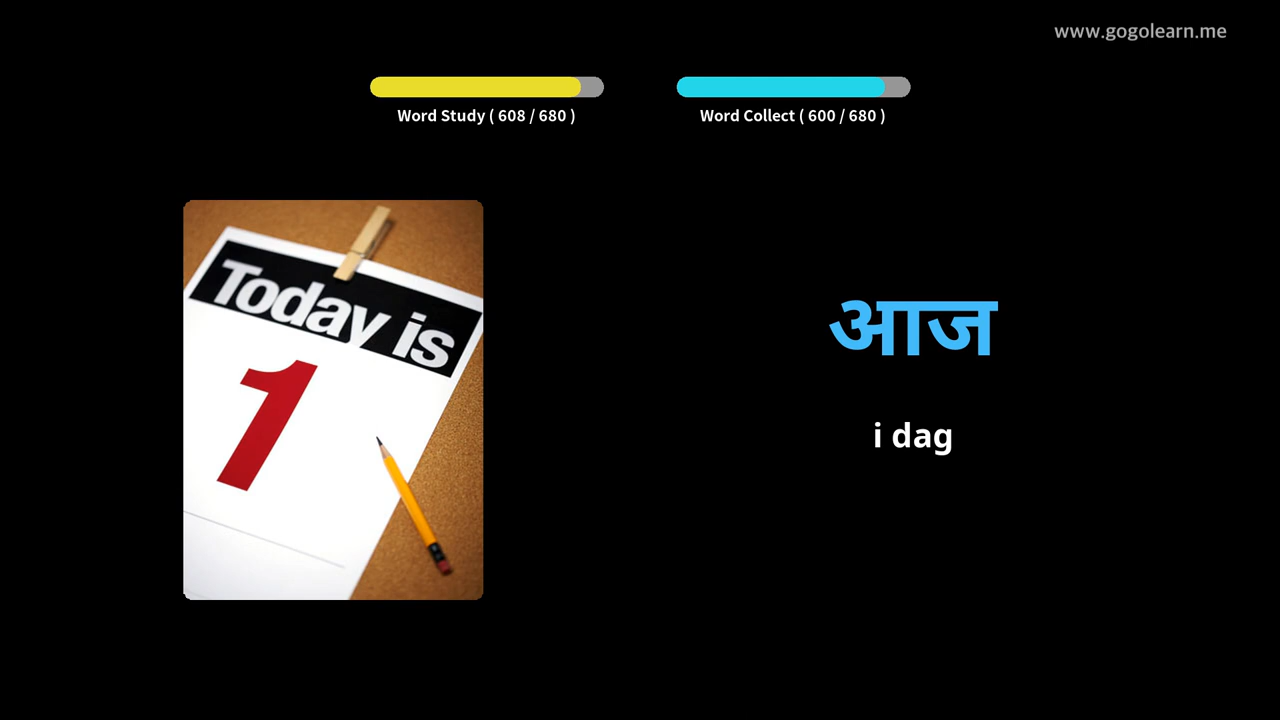 www.gogolearn.me
Word Study ( 608 / 680 )
Word Collect ( 600 / 680 )
Today is
1
आज
i dag